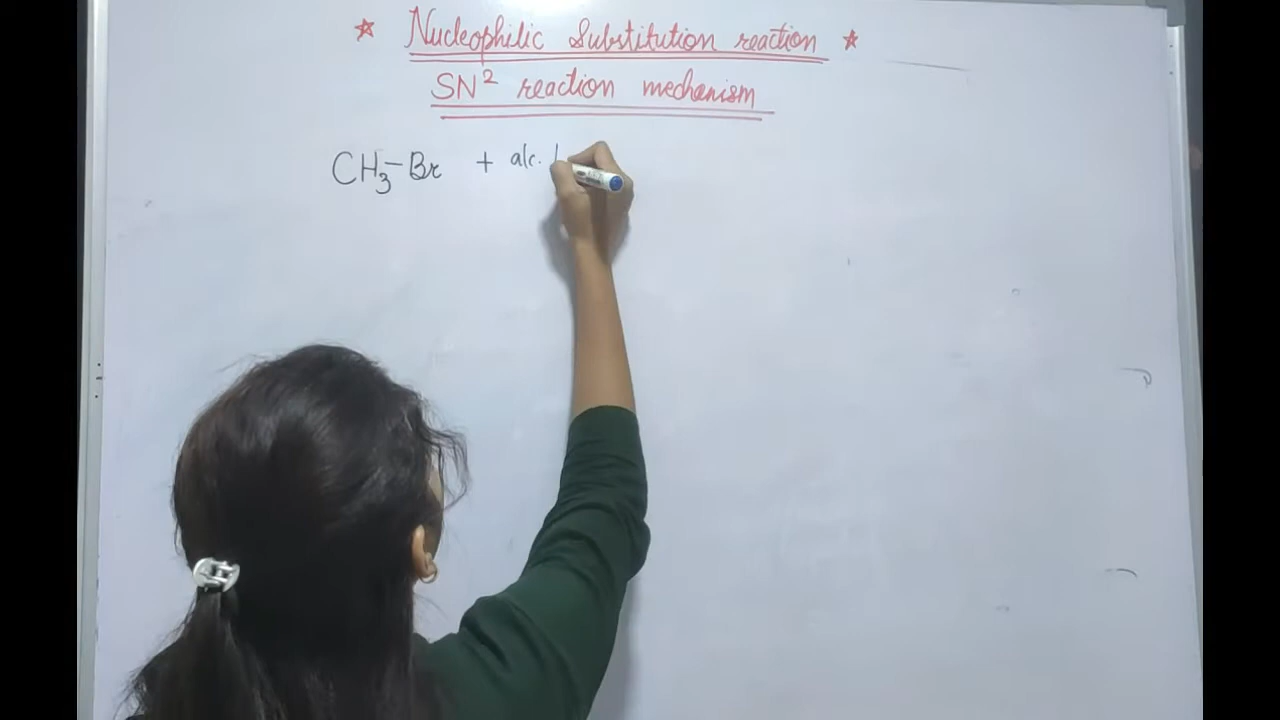 ★ Nucleophilic Substitution reaction ★
SN² reaction mechanism
CH₃-Br + alc.